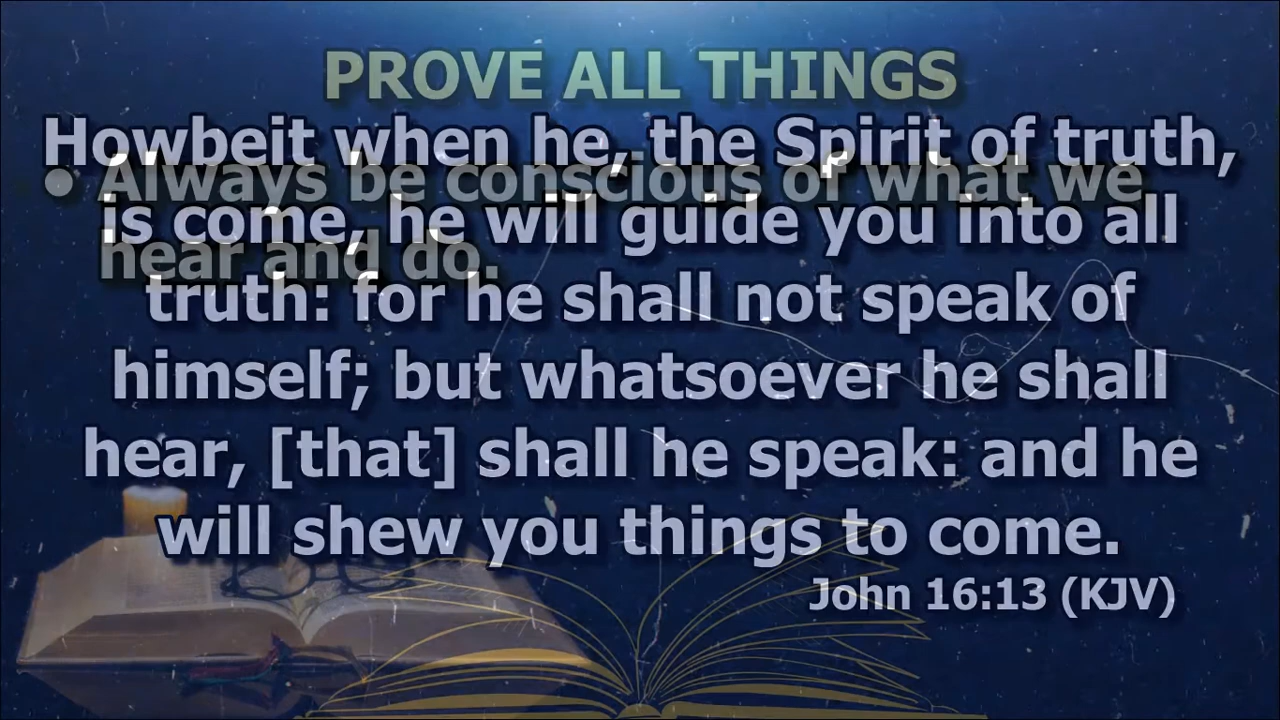 PROVE ALL THINGS
Howbeit when he, the Spirit of truth,
• Always be conscious of what we
is come, he will guide you into all
hear and do.
truth: for he shall not speak of
himself; but whatsoever he shall
hear, [that] shall he speak: and he
will shew you things to come.
John 16:13 (KJV)